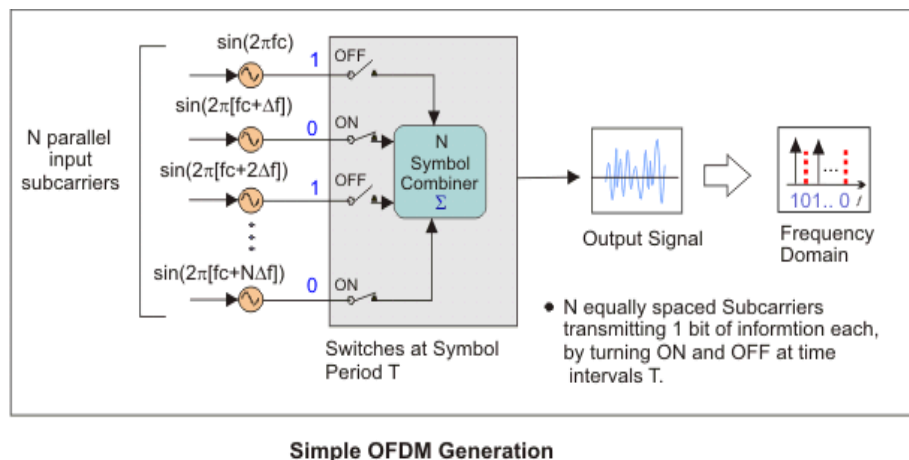 sin(2πfc)
1
OFF
sin(2π[fc+Δf])
0
ON
N parallel
input
subcarriers
sin(2π[fc+2Δf])
1
OFF
sin(2π[fc+NΔf])
0
ON
N
Symbol
Combiner
Σ
Switches at Symbol
Period T
Output Signal
...
101.. 0 f
Frequency
Domain
• N equally spaced Subcarriers
transmitting 1 bit of informtion each,
by turning ON and OFF at time
intervals T.
Simple OFDM Generation